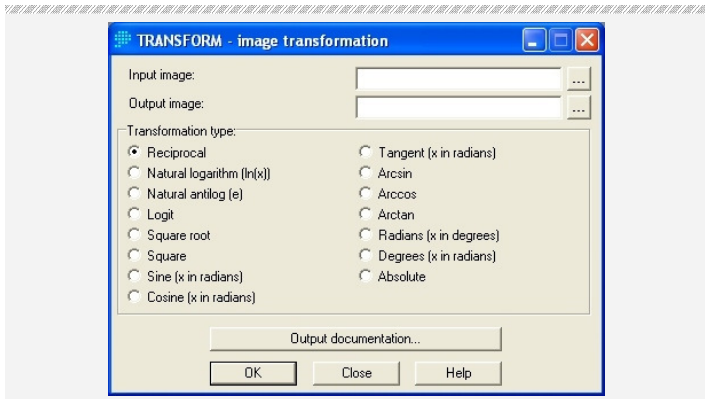 TRANSFORM - image transformation
Input image:
...
Output image:
...
Transformation type:
Reciprocal
Natural logarithm (ln(x))
Natural antilog (e)
Logit
Square root
Square
Sine (x in radians)
Cosine (x in radians)
Tangent (x in radians)
Arcsin
Arccos
Arctan
Radians (x in degrees)
Degrees (x in radians)
Absolute
Output documentation...
OK
Close
Help